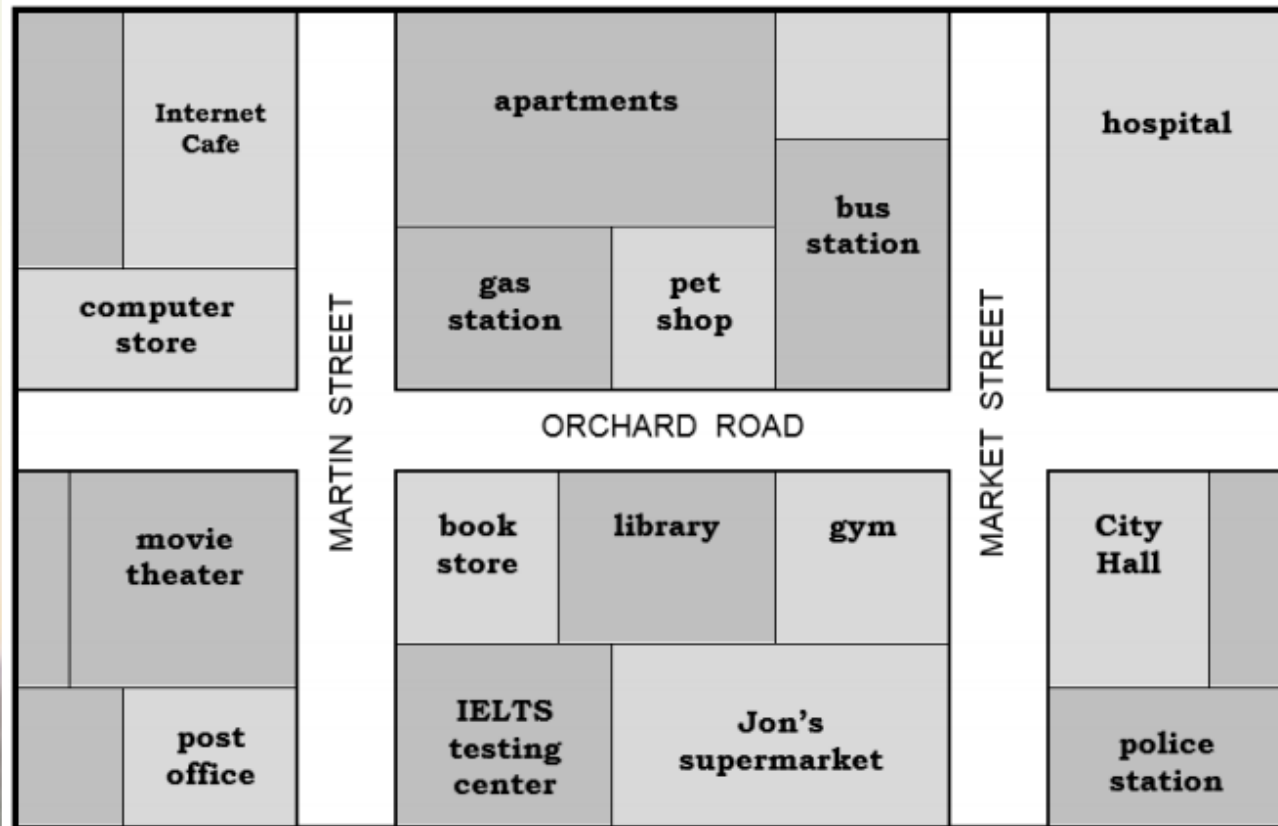 Internet
Cafe
apartments
hospital
bus
station
computer
store
gas
station
pet
shop
MARTIN STREET
MARKET STREET
ORCHARD ROAD
movie
theater
book
store
library
gym
City
Hall
post
office
IELTS
testing
center
Jon's
supermarket
police
station